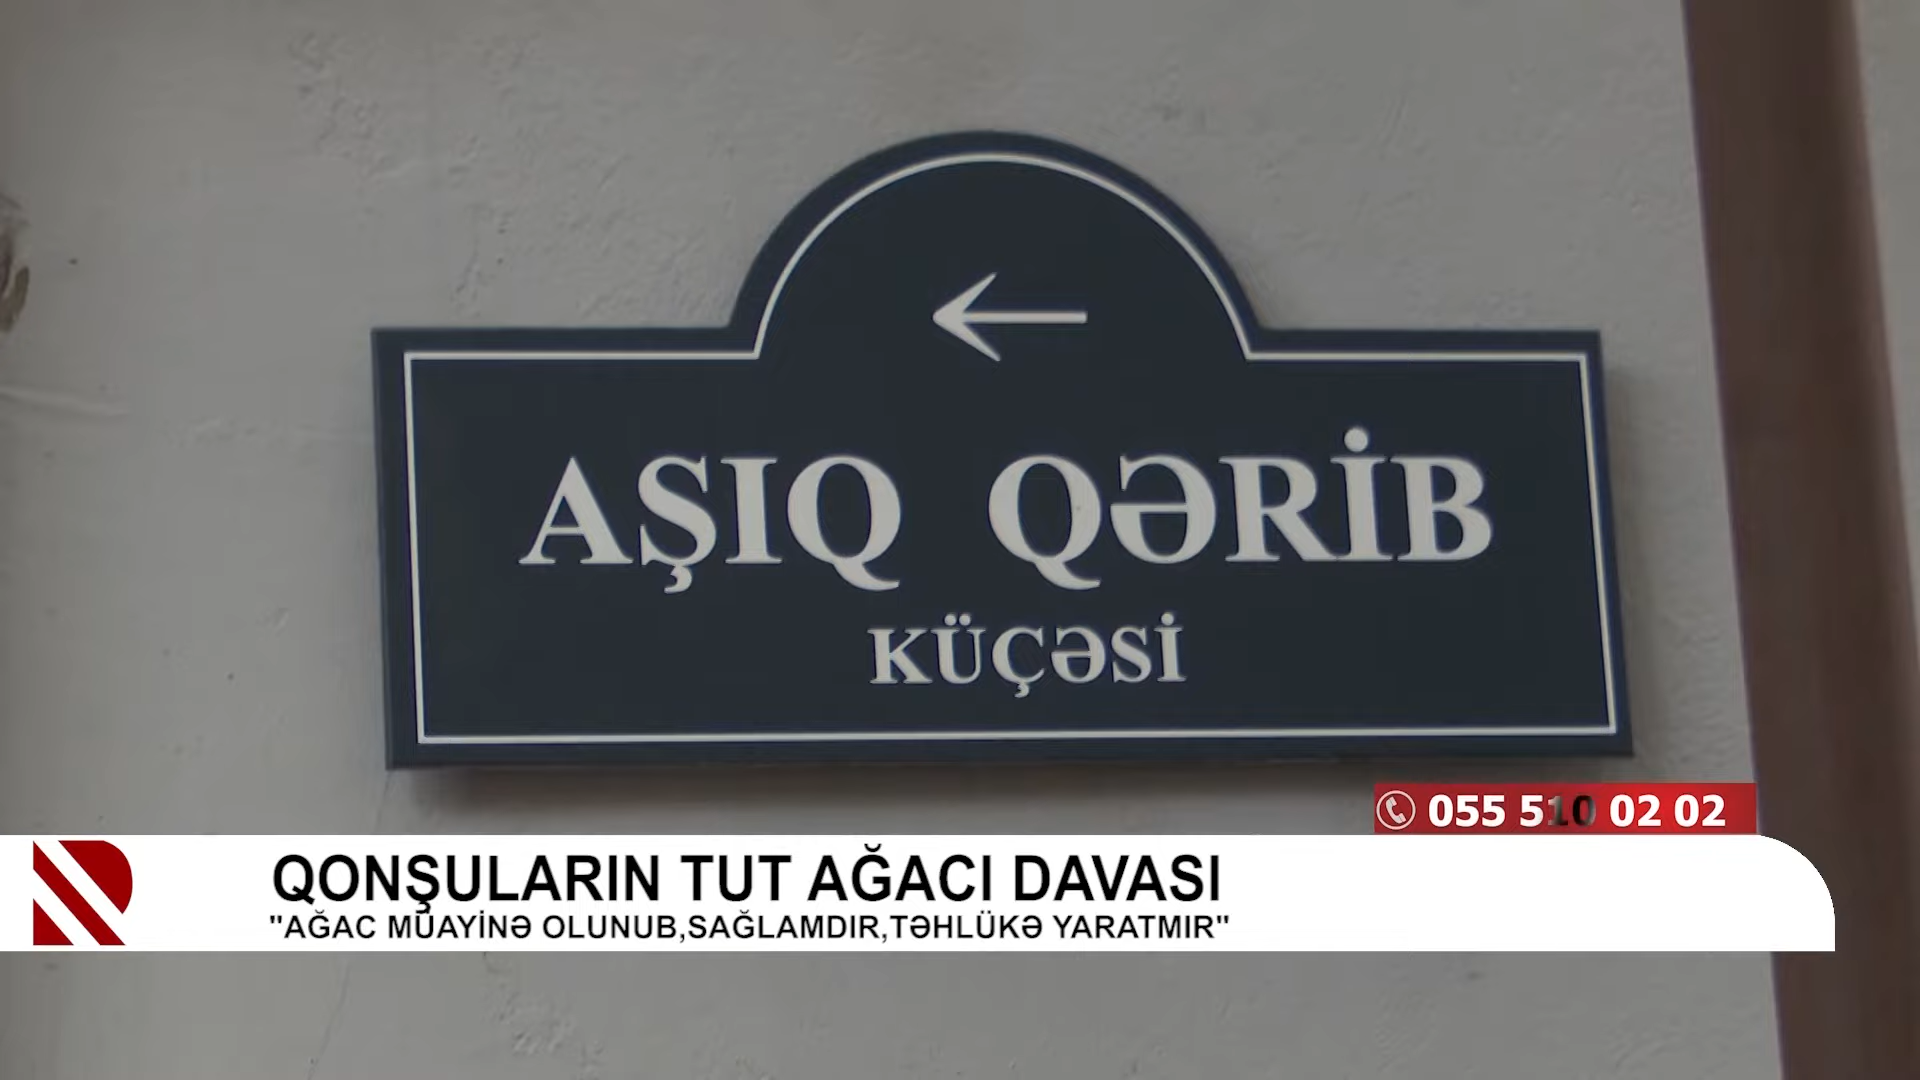 AŞIQ QƏRİB
KÜÇƏSİ
055 510 02 02
QONŞULARIN TUT AĞACI DAVASI
"AĞAC MUAYİNƏ OLUNUB,SAĞLAMDIR,TƏHLÜKƏ YARATMIR"